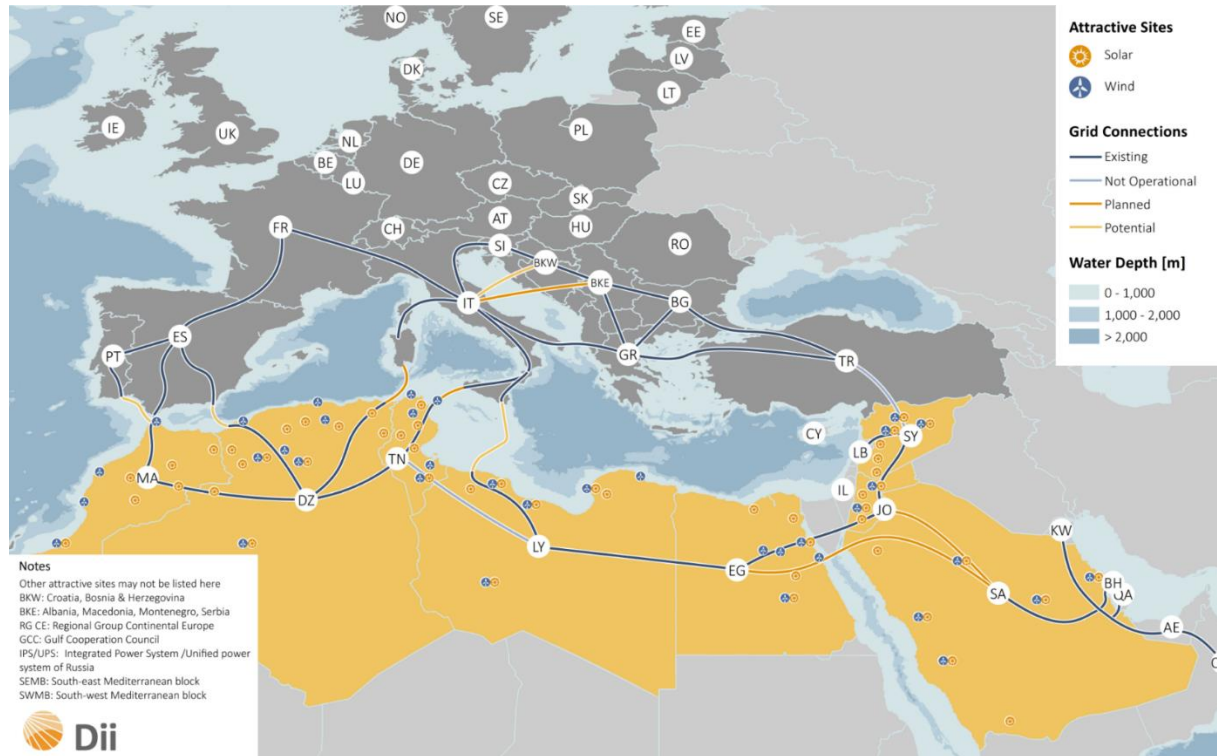 NO
SE
EE
LV
LT
DK
IE
UK
NL
BE
LU
DE
PL
CZ
SK
AT
HU
CH
RO
FR
SI
BKW
BKE
IT
BG
ES
PT
GR
TR
CY
LB
SY
IL
JO
MA
DZ
TN
LY
EG
KW
SA
BH
QA
AE
Attractive Sites
Solar
Wind
Grid Connections
Existing
Not Operational
Planned
Potential
Water Depth [m]
0 - 1,000
1,000 - 2,000
> 2,000
Notes
Other attractive sites may not be listed here
BKW: Croatia, Bosnia & Herzegovina
BKE: Albania, Macedonia, Montenegro, Serbia
RG CE: Regional Group Continental Europe
GCC: Gulf Cooperation Council
IPS/UPS: Integrated Power System /Unified power
system of Russia
SEMB: South-east Mediterranean block
SWMB: South-west Mediterranean block
Dii